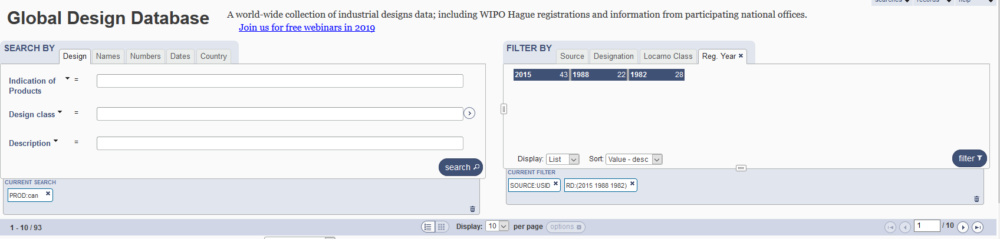 searches records help
Global Design Database
A world-wide collection of industrial designs data; including WIPO Hague registrations and information from participating national offices.
Join us for free webinars in 2019
SEARCH BY
Design Names Numbers Dates Country
Indication of
Products
=
Design class =
Description =
search
CURRENT SEARCH
PROD:can
FILTER BY
Source Designation Locarno Class Reg. Year
2015 43 1988 22 1982 28
Display: List Sort: Value - desc
filter
CURRENT FILTER
SOURCE:USID RD:(2015 1988 1982)
1 - 10 / 93
Display: 10 per page options
1 / 10